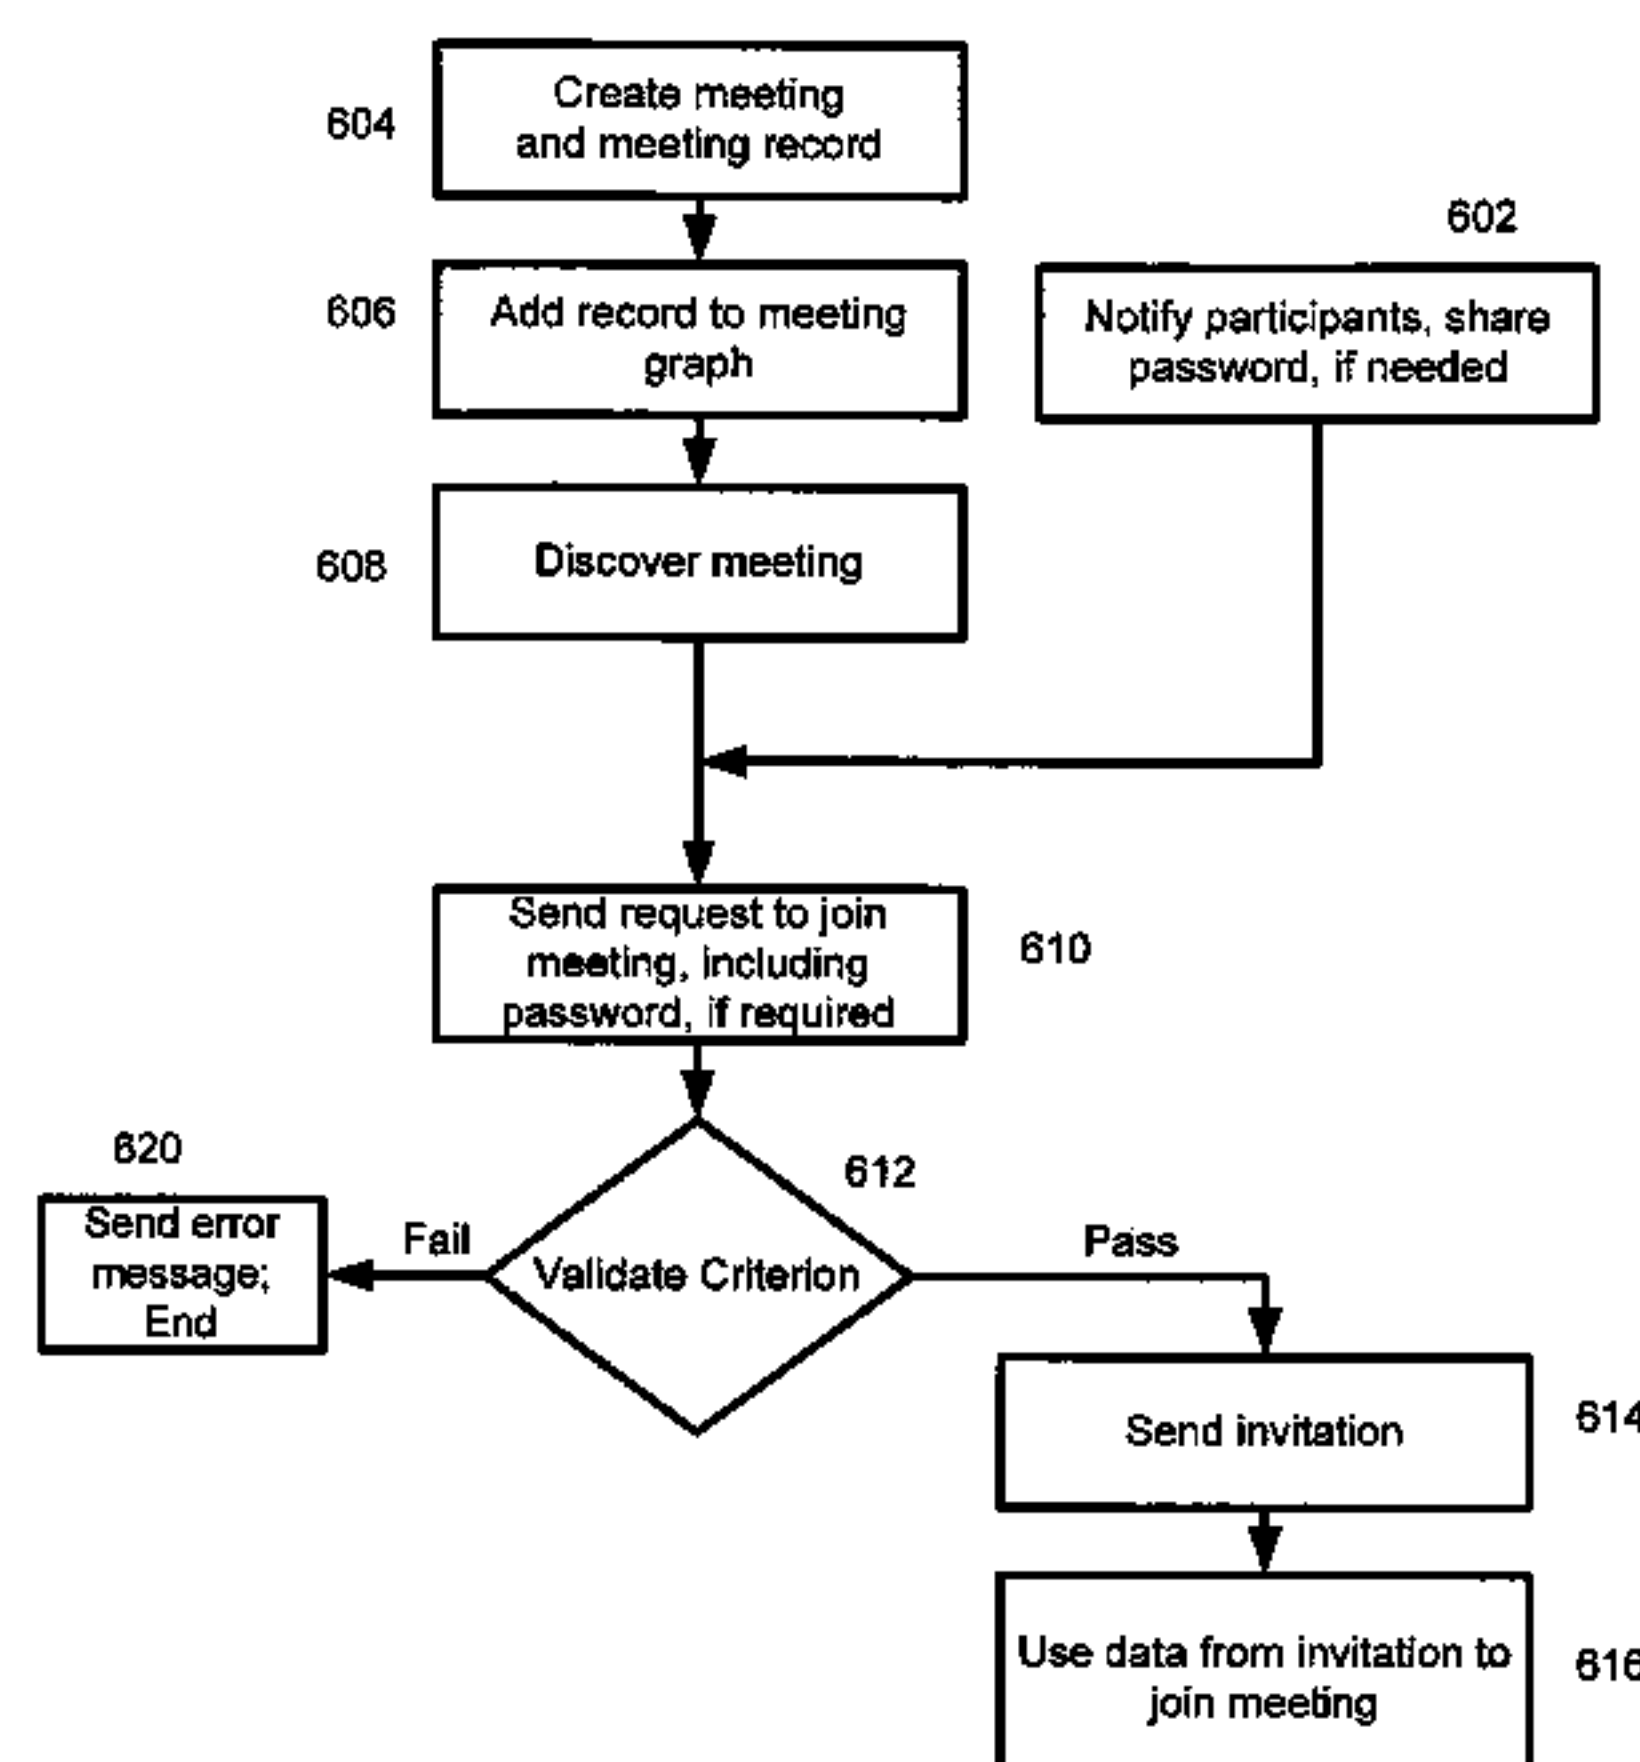 604
Create meeting
and meeting record
602
606
Add record to meeting
graph
Notify participants, share
password, if needed
608
Discover meeting
Send request to join
meeting, including
password, if required
610
620
Send error
message;
End
Fail
612
Validate Criterion
Pass
Send invitation
614
Use data from invitation to
join meeting
616